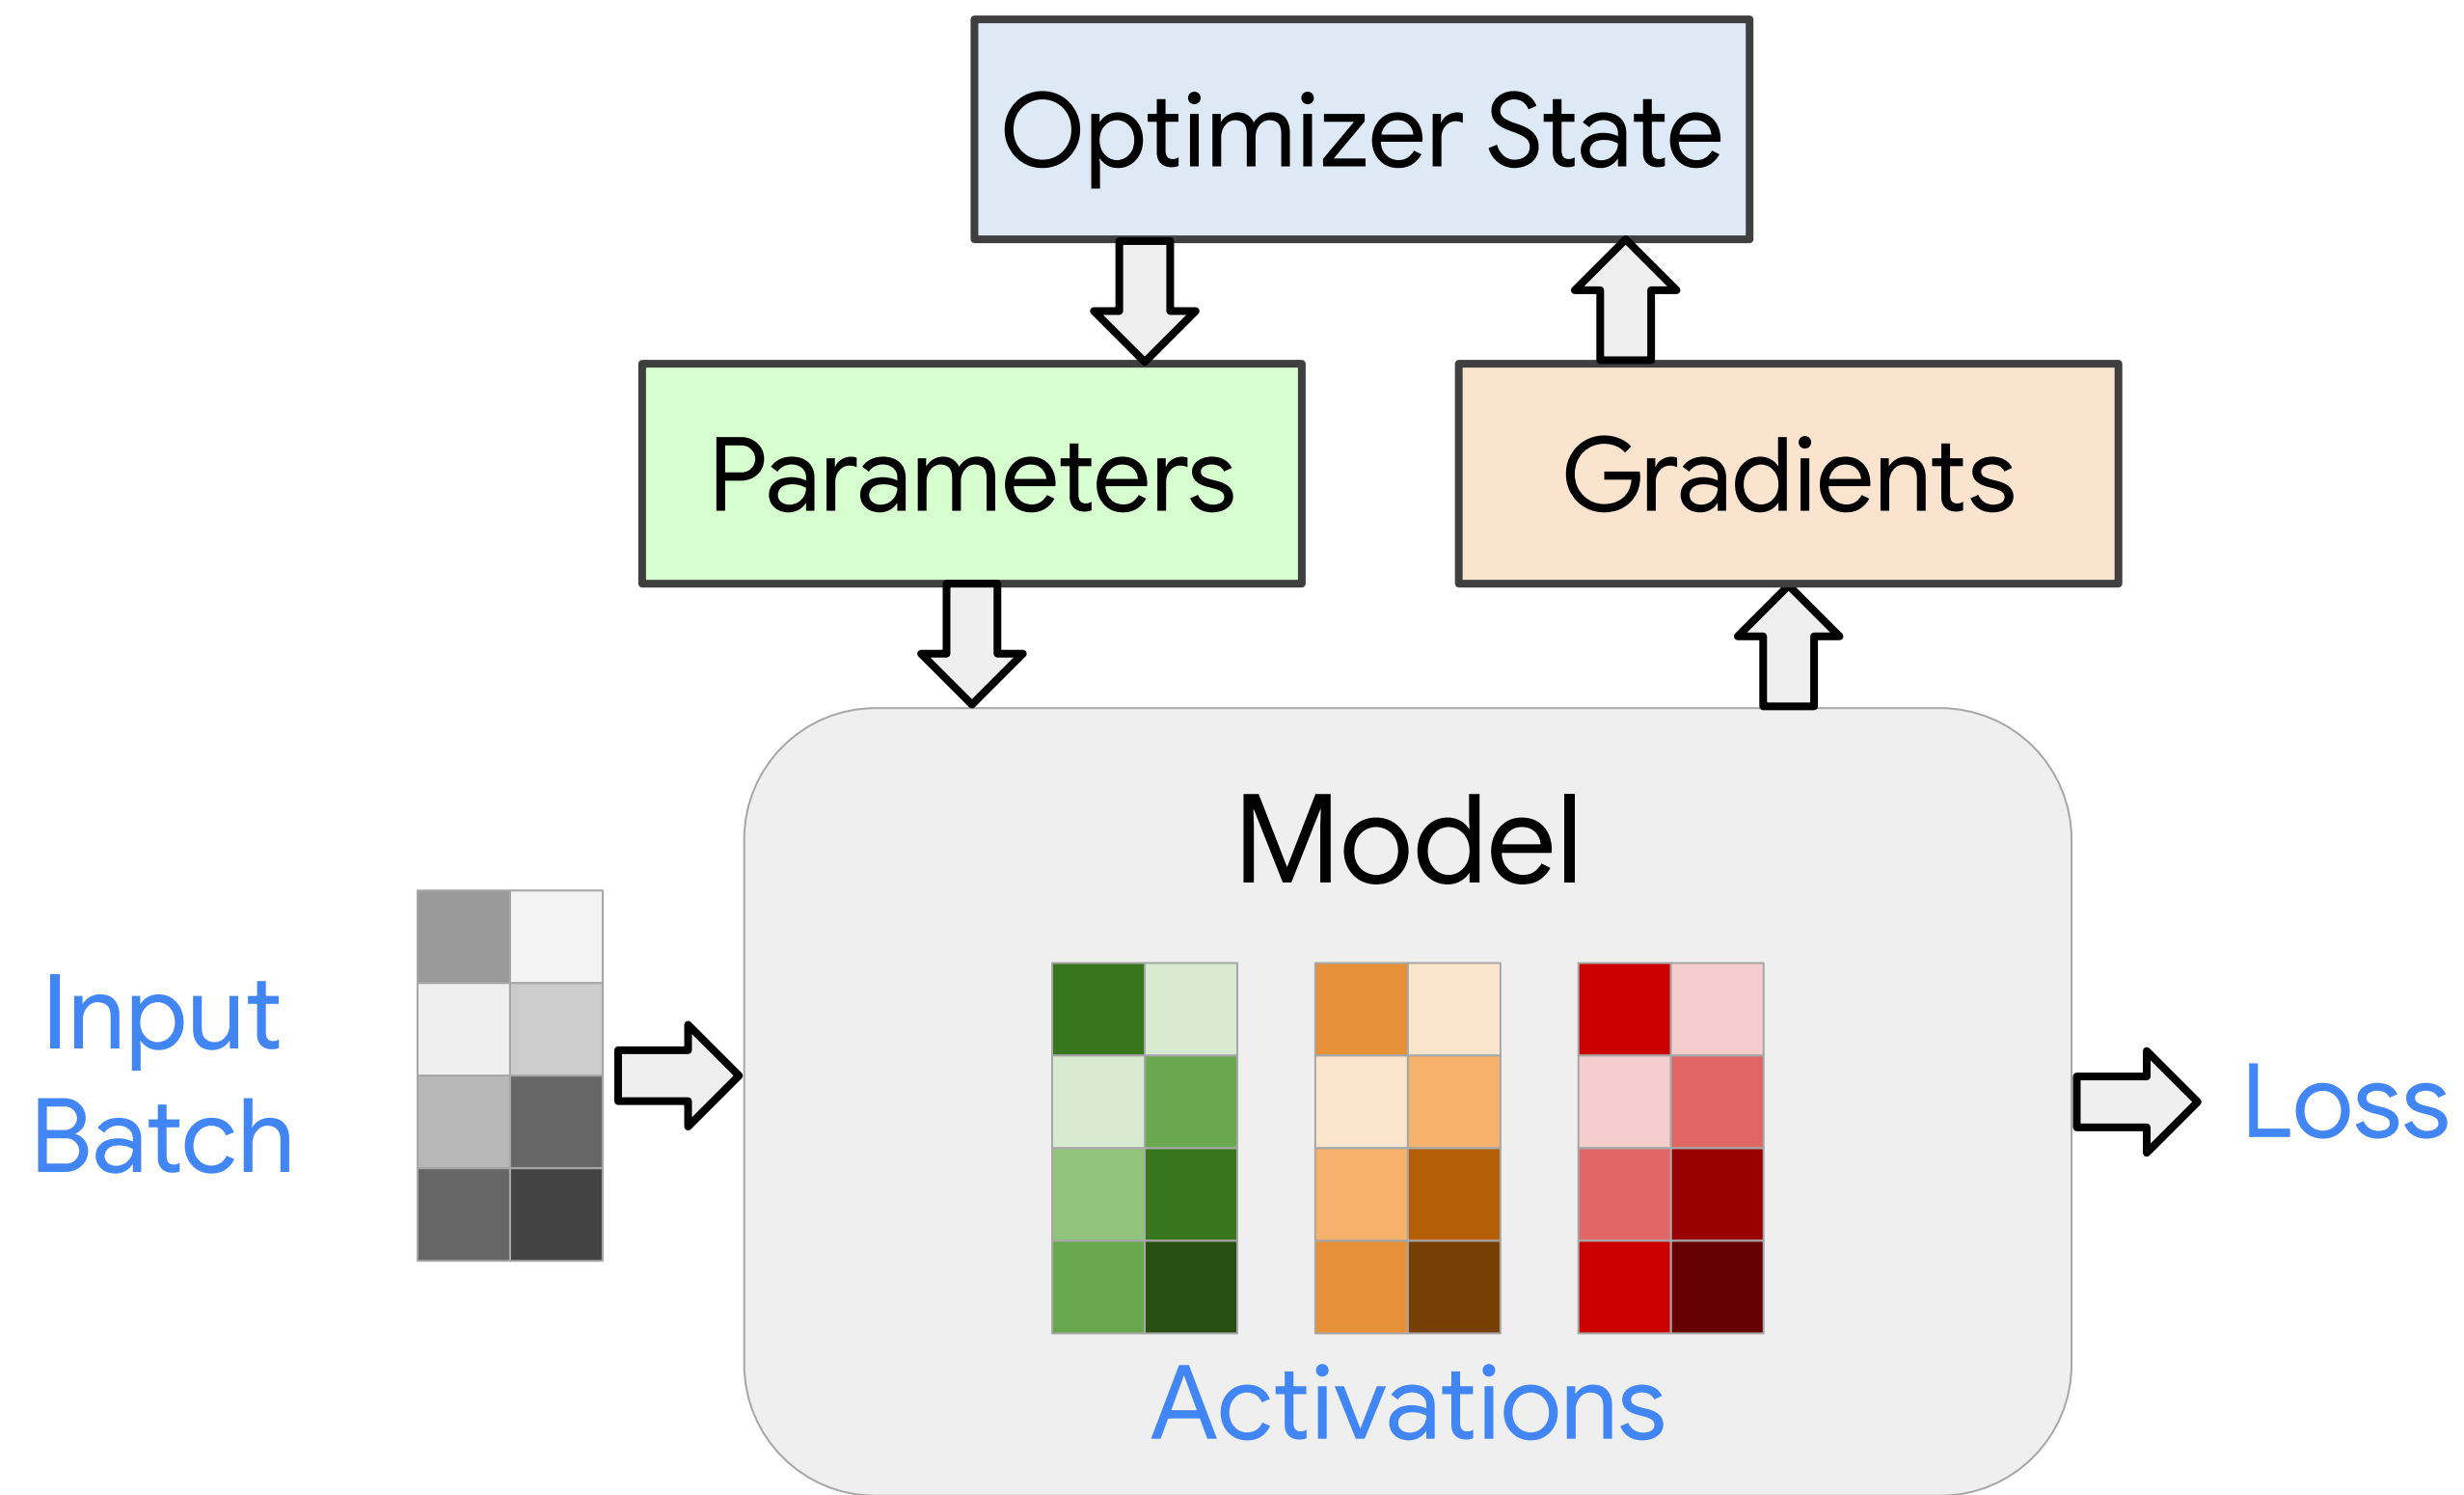 Optimizer State
Parameters
Gradients
Model
Input
Batch
Activations
Loss